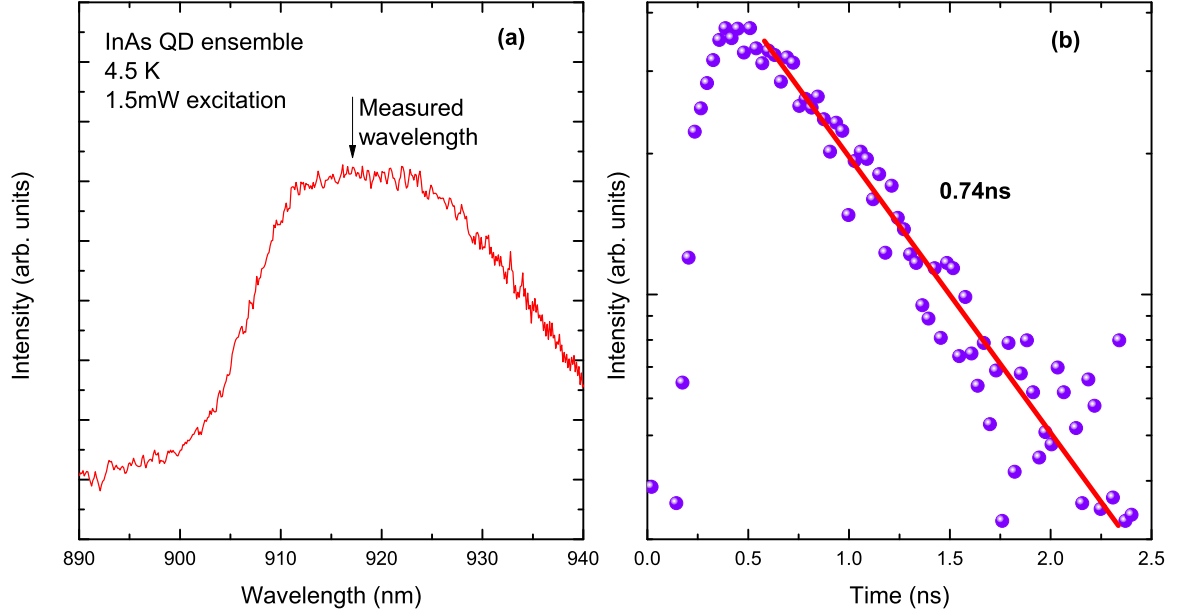 InAs QD ensemble
4.5 K
1.5mW excitation
(a)
Measured
wavelength
Intensity (arb. units)
890 900 910 920 930 940
Wavelength (nm)
(b)
0.74ns
Intensity (arb. units)
0.0 0.5 1.0 1.5 2.0 2.5
Time (ns)